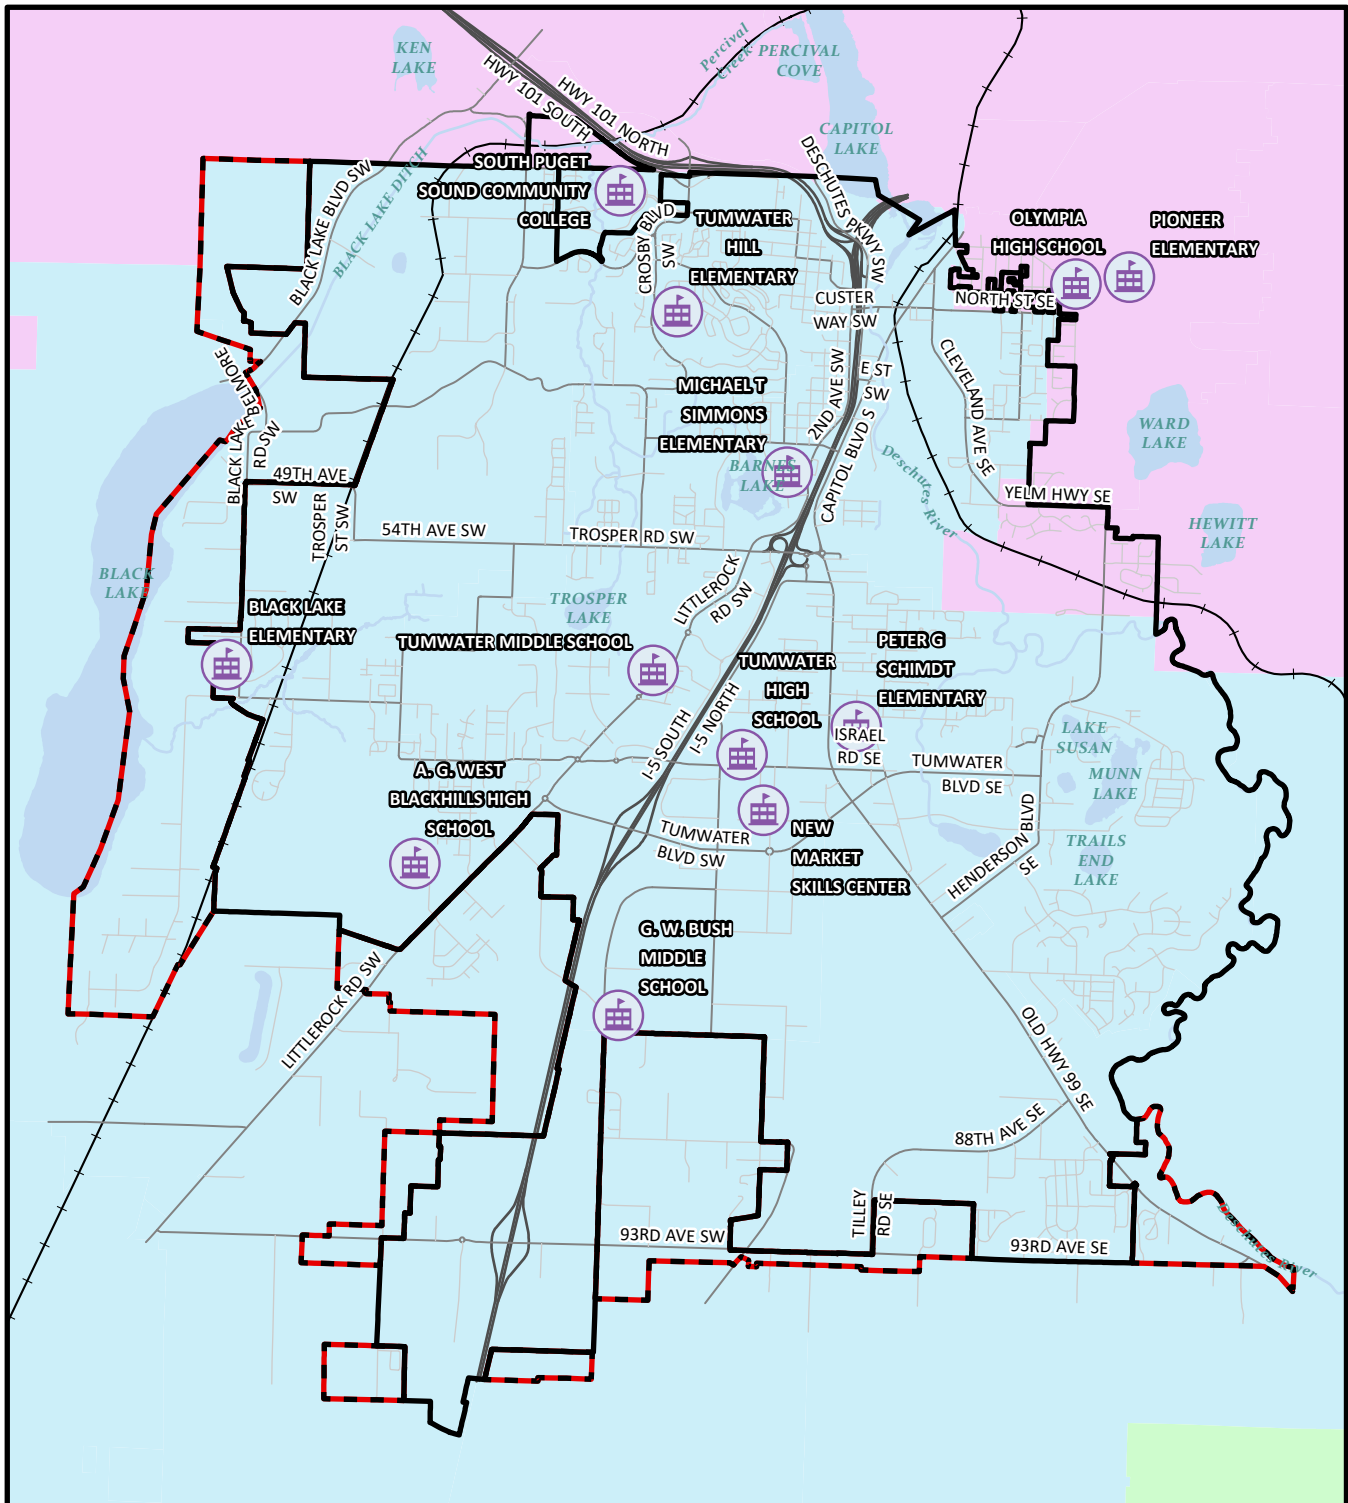 KEN
LAKE
Percival
Creek
PERCIVAL
COVE
HWY 101 SOUTH
HWY 101 NORTH
CAPITOL
LAKE
DESCHUTES PKWY SW
BLACK LAKE BLVD SW
BLACK LAKE DITCH
SOUTH PUGET
SOUND COMMUNITY
COLLEGE
CROSBY BLVD
SW
TUMWATER
HILL
ELEMENTARY
OLYMPIA
HIGH SCHOOL
PIONEER
ELEMENTARY
CUSTER
WAY SW
NORTH ST SE
CLEVELAND AVE SE
E ST
SW
2ND AVE SW
CAPITOL BLVD S
MICHAEL T
SIMMONS
ELEMENTARY
BARNES
LAKE
WARD
LAKE
BLACK LAKE BELMORE
RD SW
49TH AVE
SW
TROSPER
ST SW
54TH AVE SW
TROSPER RD SW
Deschutes River
YELM HWY SE
HEWITT
LAKE
BLACK
LAKE
BLACK LAKE
ELEMENTARY
TROSPER
LAKE
LITTLEROCK
RD SW
TUMWATER MIDDLE SCHOOL
TUMWATER
HIGH
SCHOOL
PETER G
SCHIMDT
ELEMENTARY
ISRAEL
RD SE
I-5 SOUTH
I-5 NORTH
LAKE
SUSAN
MUNN
LAKE
TUMWATER
BLVD SE
A. G. WEST
BLACKHILLS HIGH
SCHOOL
TUMWATER
BLVD SW
NEW
MARKET
SKILLS CENTER
HENDERSON BLVD
SE
TRAILS
END
LAKE
G. W. BUSH
MIDDLE
SCHOOL
LITTLEROCK RD SW
OLD HWY 99 SE
88TH AVE SE
TILLEY
RD SE
93RD AVE SW
93RD AVE SE
Deschutes River